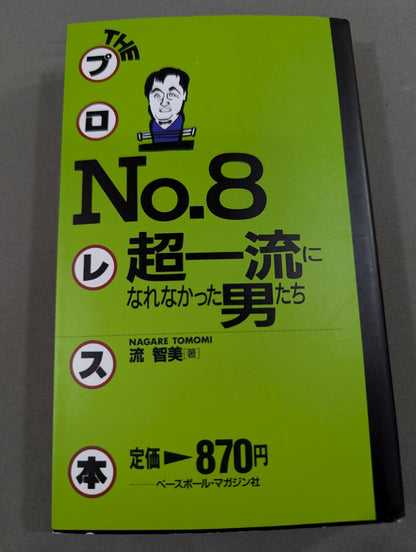 THE
プロレス本
No.8
超一流に
なれなかった男たち
NAGARE TOMOMI
流 智美[著]
定価▶870円
ベースボール・マガジン社